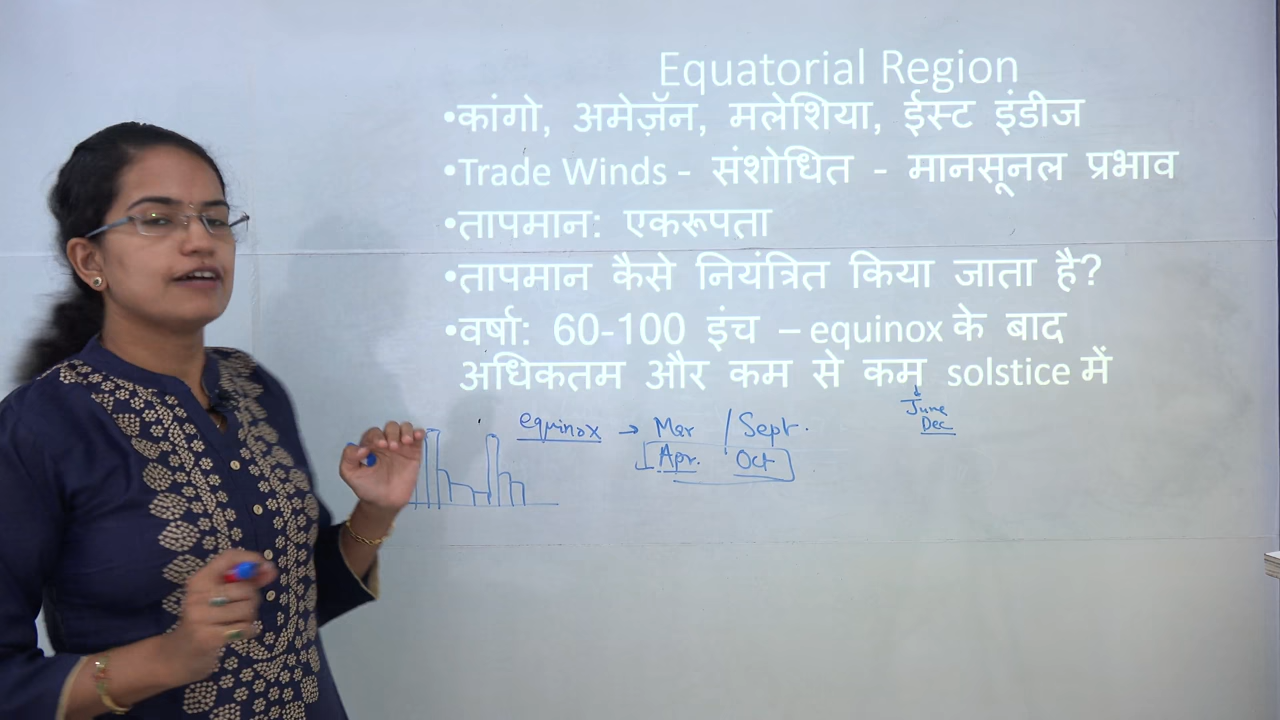 Equatorial Region
•कांगो, अमेज़ॅन, मलेशिया, ईस्ट इंडीज
•Trade Winds - संशोधित - मानसूनल प्रभाव
•तापमान: एकरूपता
•तापमान कैसे नियंत्रित किया जाता है?
•वर्षा: 60-100 इंच – equinox के बाद
अधिकतम और कम से कम solstice में
June
Dec
equinox → Mar / Sept.
Apr. Oct